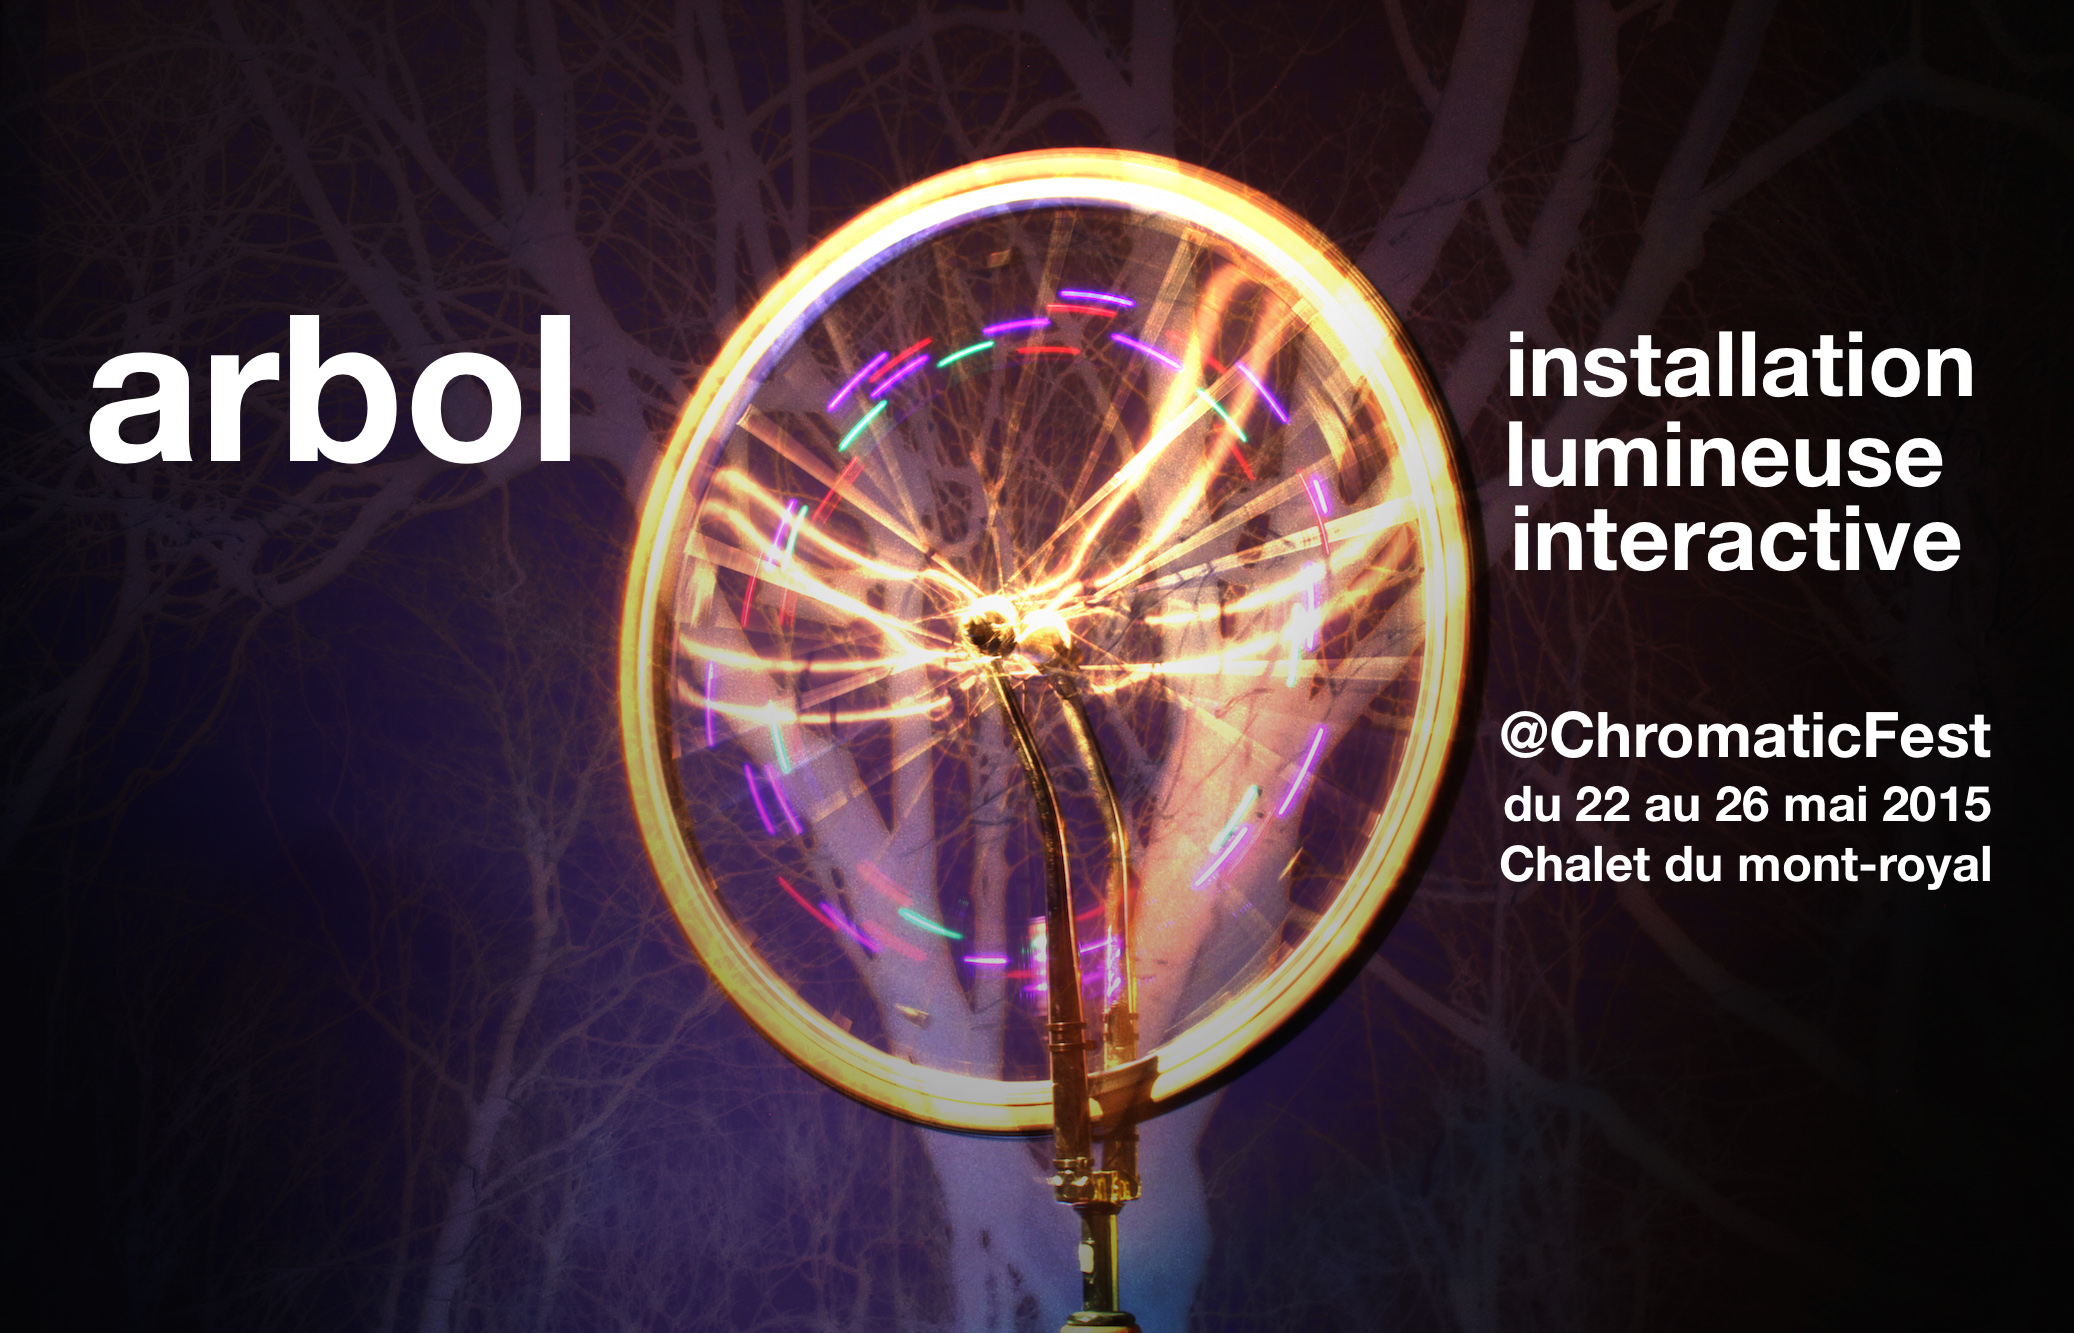 arbol
installation
lumineuse
interactive
@ChromaticFest
du 22 au 26 mai 2015
Chalet du mont-royal